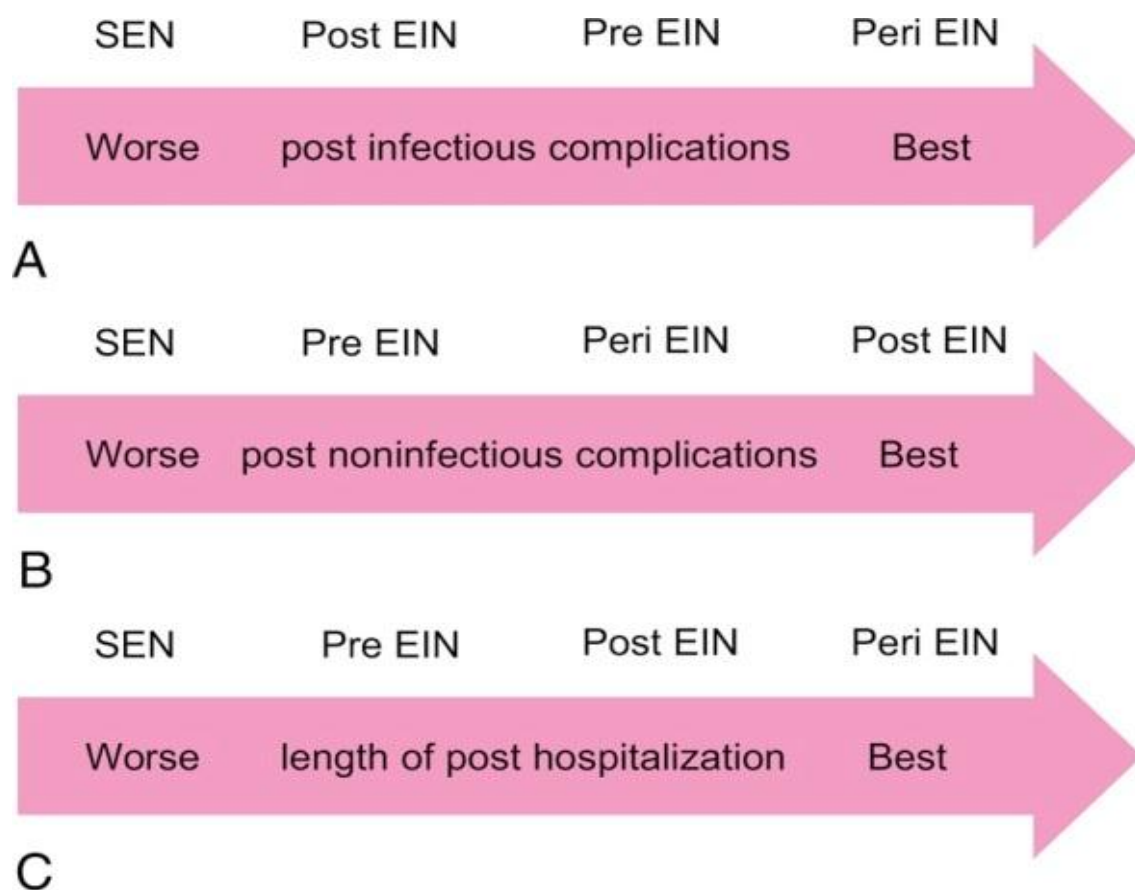 SEN Post EIN Pre EIN Peri EIN
Worse post infectious complications Best
A
SEN Pre EIN Peri EIN Post EIN
Worse post noninfectious complications Best
B
SEN Pre EIN Post EIN Peri EIN
Worse length of post hospitalization Best
C